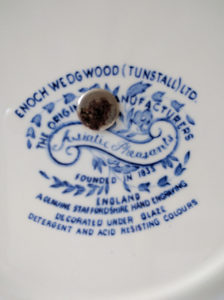 ENOCH WEDGWOOD (TUNSTALL) LTD.
THE ORIGINAL MANUFACTURERS
Asiatic Pheasants
FOUNDED IN 1835
ENGLAND
A GENUINE STAFFORDSHIRE HAND ENGRAVING
DECORATED UNDER GLAZE
DETERGENT AND ACID RESISTING COLOURS